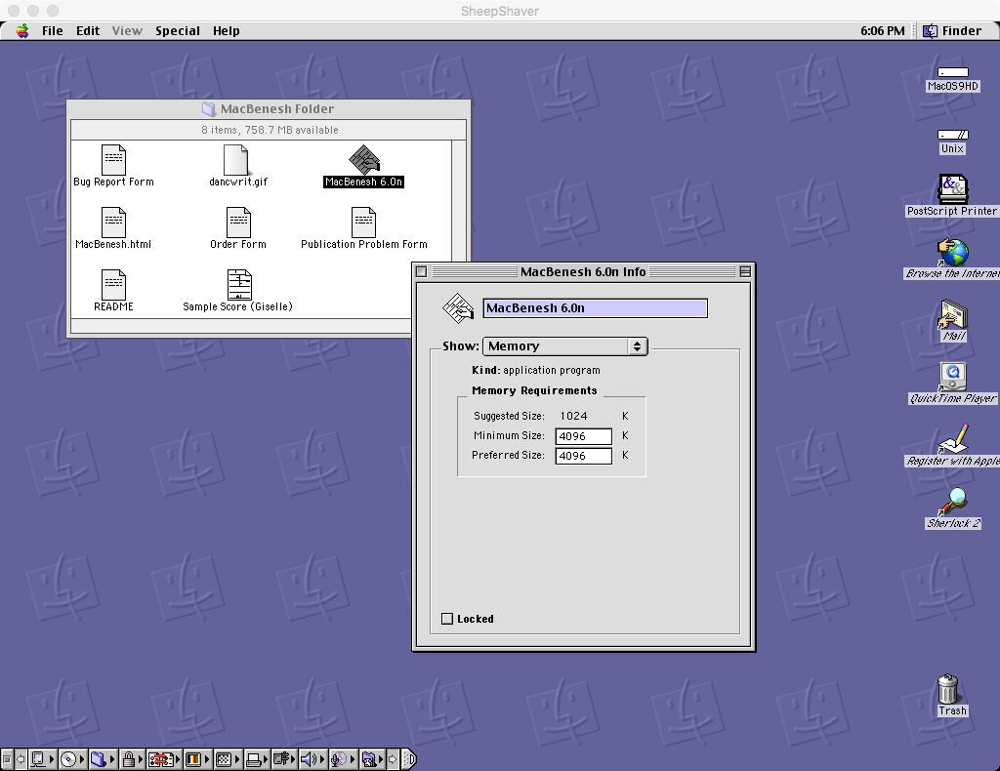 SheepShaver
File Edit View Special Help 6:06 PM Finder
MacOS9HD
Unix
PostScript Printer
Browse the Internet
Mail
QuickTime Player
Register with Apple
Sherlock 2
Trash
MacBenesh Folder
8 items, 758.7 MB available
Bug Report Form dancwrit.gif MacBenesh 6.0n
MacBenesh.html Order Form Publication Problem Form
README Sample Score (Giselle)
MacBenesh 6.0n Info
MacBenesh 6.0n
Show: Memory
Kind: application program
Memory Requirements
Suggested Size: 1024 K
Minimum Size: 4096 K
Preferred Size: 4096 K
Locked